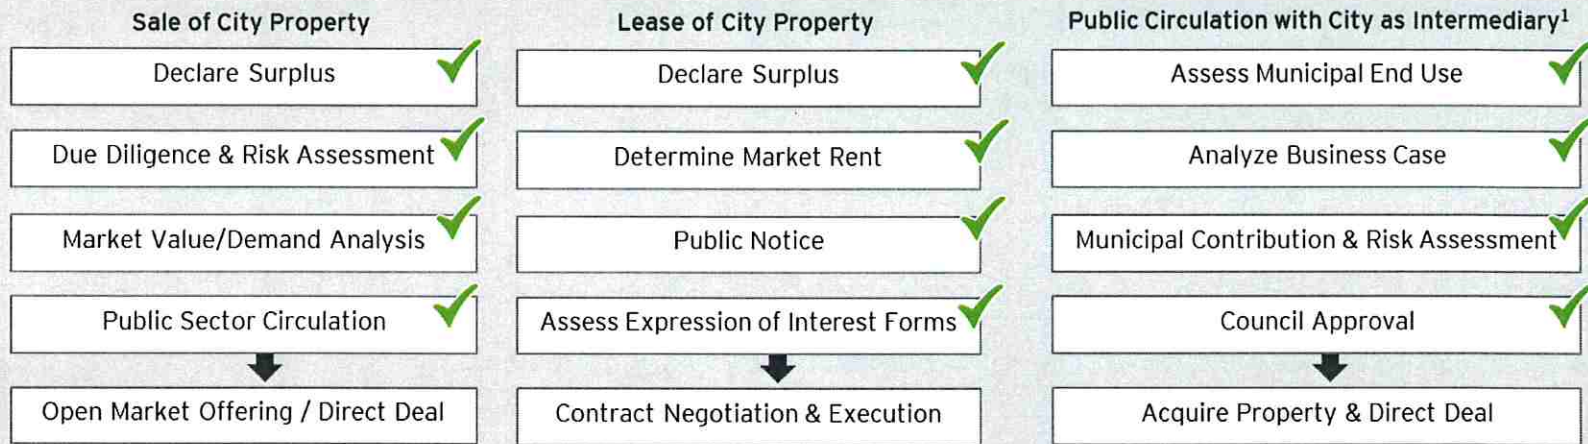 Sale of City Property
Declare Surplus
Due Diligence & Risk Assessment
Market Value/Demand Analysis
Public Sector Circulation
Open Market Offering / Direct Deal
Lease of City Property
Declare Surplus
Determine Market Rent
Public Notice
Assess Expression of Interest Forms
Contract Negotiation & Execution
Public Circulation with City as Intermediary¹
Assess Municipal End Use
Analyze Business Case
Municipal Contribution & Risk Assessment
Council Approval
Acquire Property & Direct Deal